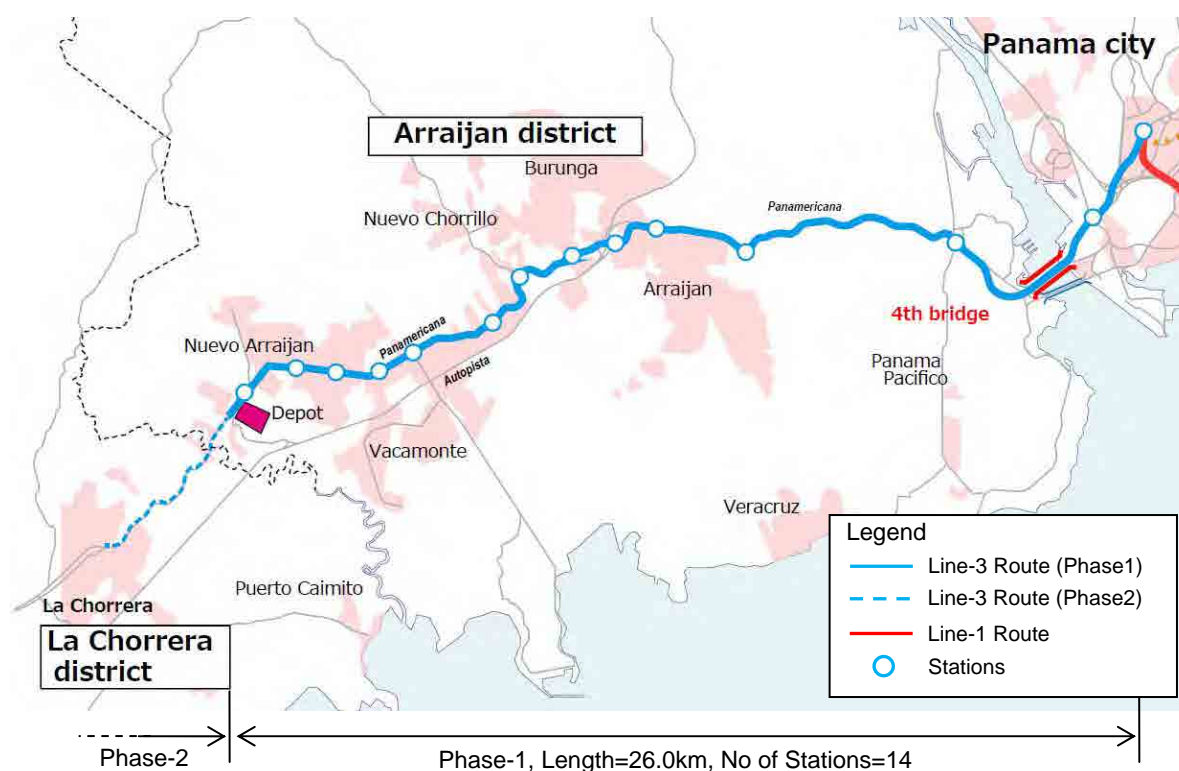 Panama city
Arraijan district
Burunga
Nuevo Chorrillo
Panamericana
Arraijan
4th bridge
Nuevo Arraijan
Panamericana
Autopista
Panama
Pacifico
Depot
Vacamonte
Veracruz
Puerto Caimito
La Chorrera
La Chorrera
district
Legend
Line-3 Route (Phase1)
Line-3 Route (Phase2)
Line-1 Route
Stations
Phase-2
Phase-1, Length=26.0km, No of Stations=14